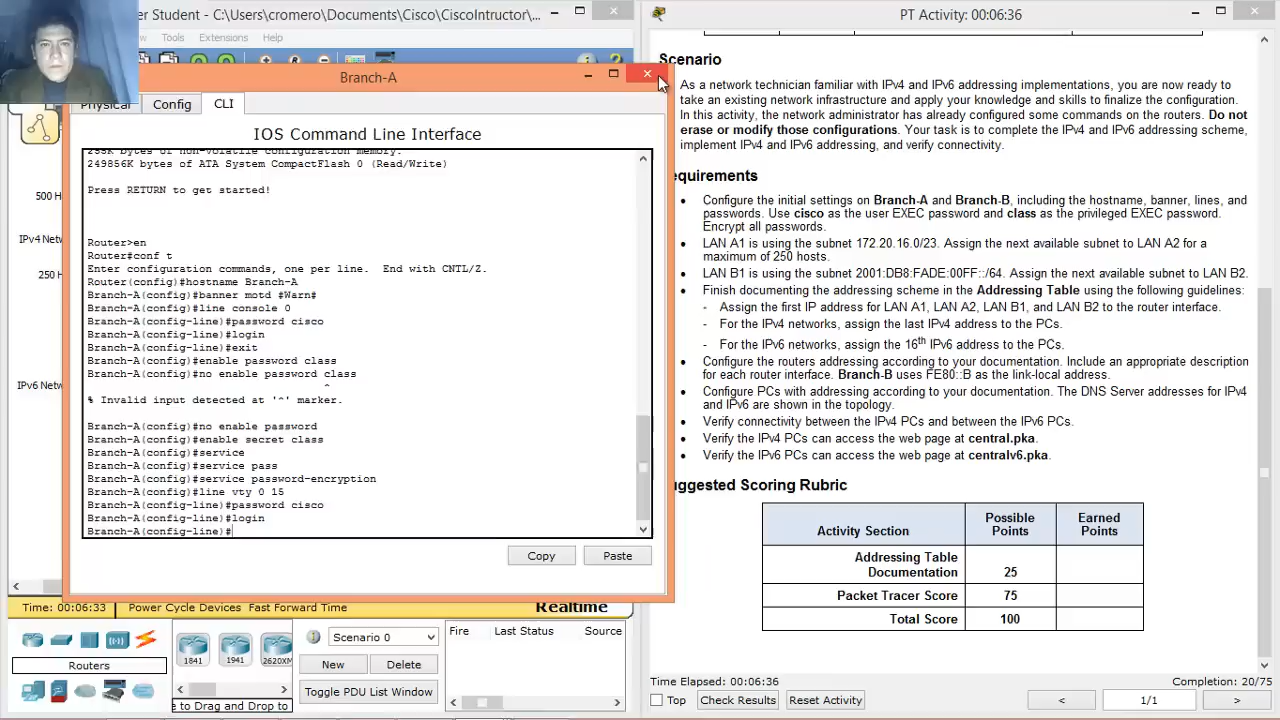 er Student - C:\Users\cromero\Documents\Cisco\CiscoIntructor\...
Tools Extensions Help
PT Activity: 00:06:36
Branch-A
Physical Config CLI
IOS Command Line Interface
249856K bytes of ATA System CompactFlash 0 (Read/Write)
Press RETURN to get started!
Router>en
Router#conf t
Enter configuration commands, one per line. End with CNTL/Z.
Router(config)#hostname Branch-A
Branch-A(config)#banner motd #Warn#
Branch-A(config)#line console 0
Branch-A(config-line)#password cisco
Branch-A(config-line)#login
Branch-A(config-line)#exit
Branch-A(config)#enable password class
Branch-A(config)#no enable password class
^
% Invalid input detected at '^' marker.
Branch-A(config)#no enable password
Branch-A(config)#enable secret class
Branch-A(config)#service
Branch-A(config)#service pass
Branch-A(config)#service password-encryption
Branch-A(config)#line vty 0 15
Branch-A(config-line)#password cisco
Branch-A(config-line)#login
Branch-A(config-line)#
Copy Paste
500 H
IPv4 Netw
250 H
IPv6 Netw
Time: 00:06:33 Power Cycle Devices Fast Forward Time Realtime
Routers
1841 1941 2620XM
e to Drag and Drop to
Scenario 0
New Delete
Toggle PDU List Window
Fire Last Status Source
Scenario
As a network technician familiar with IPv4 and IPv6 addressing implementations, you are now ready to
take an existing network infrastructure and apply your knowledge and skills to finalize the configuration.
In this activity, the network administrator has already configured some commands on the routers. Do not
erase or modify those configurations. Your task is to complete the IPv4 and IPv6 addressing scheme,
implement IPv4 and IPv6 addressing, and verify connectivity.
equirements
Configure the initial settings on Branch-A and Branch-B, including the hostname, banner, lines, and
passwords. Use cisco as the user EXEC password and class as the privileged EXEC password.
Encrypt all passwords.
LAN A1 is using the subnet 172.20.16.0/23. Assign the next available subnet to LAN A2 for a
maximum of 250 hosts.
LAN B1 is using the subnet 2001:DB8:FADE:00FF::/64. Assign the next available subnet to LAN B2.
Finish documenting the addressing scheme in the Addressing Table using the following guidelines:
- Assign the first IP address for LAN A1, LAN A2, LAN B1, and LAN B2 to the router interface.
- For the IPv4 networks, assign the last IPv4 address to the PCs.
- For the IPv6 networks, assign the 16th IPv6 address to the PCs.
Configure the routers addressing according to your documentation. Include an appropriate description
for each router interface. Branch-B uses FE80::B as the link-local address.
Configure PCs with addressing according to your documentation. The DNS Server addresses for IPv4
and IPv6 are shown in the topology.
Verify connectivity between the IPv4 PCs and between the IPv6 PCs.
Verify the IPv4 PCs can access the web page at central.pka.
Verify the IPv6 PCs can access the web page at centralv6.pka.
uggested Scoring Rubric
Activity Section Possible Points Earned Points
Addressing Table Documentation 25
Packet Tracer Score 75
Total Score 100
Time Elapsed: 00:06:36 Completion: 20/75
Top Check Results Reset Activity < 1/1 >